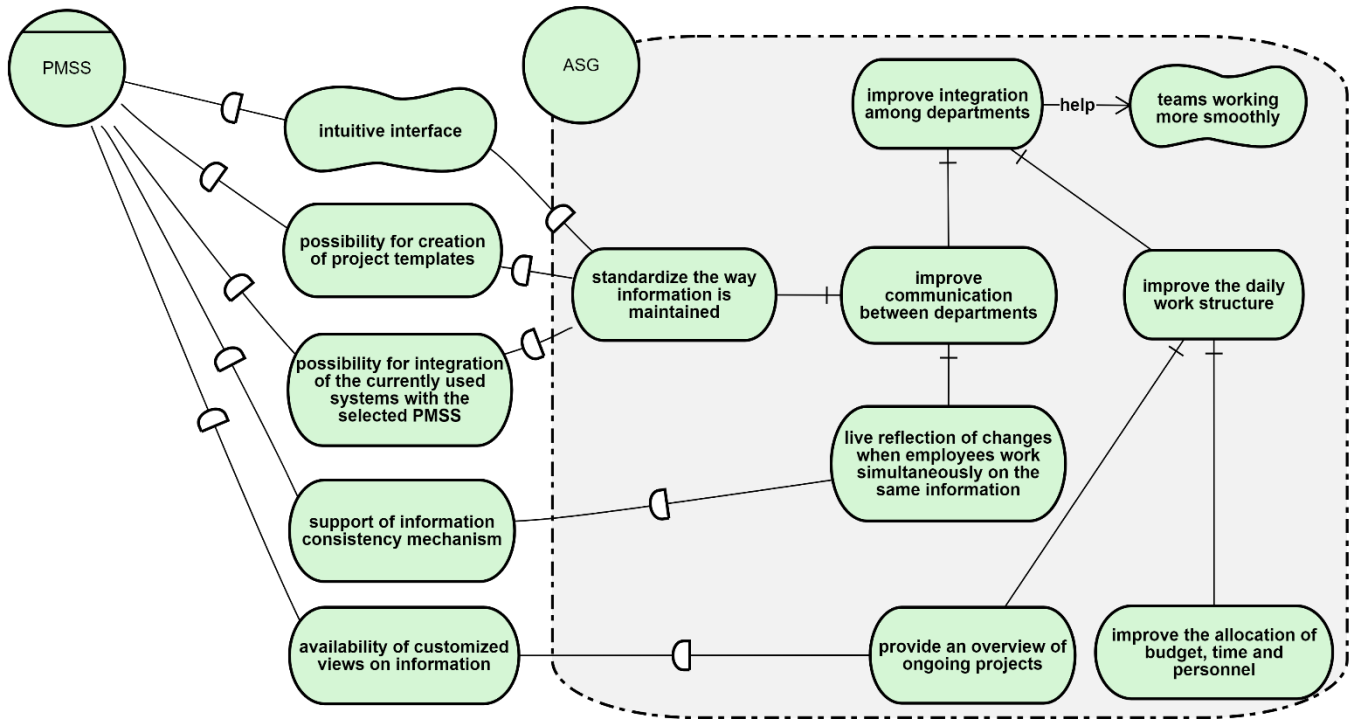 PMSS
ASG
intuitive interface
possibility for creation
of project templates
possibility for integration
of the currently used
systems with the
selected PMSS
support of information
consistency mechanism
availability of customized
views on information
standardize the way
information is
maintained
improve integration
among departments
help
teams working
more smoothly
improve
communication
between departments
improve the daily
work structure
live reflection of changes
when employees work
simultaneously on the
same information
provide an overview of
ongoing projects
improve the allocation of
budget, time and
personnel